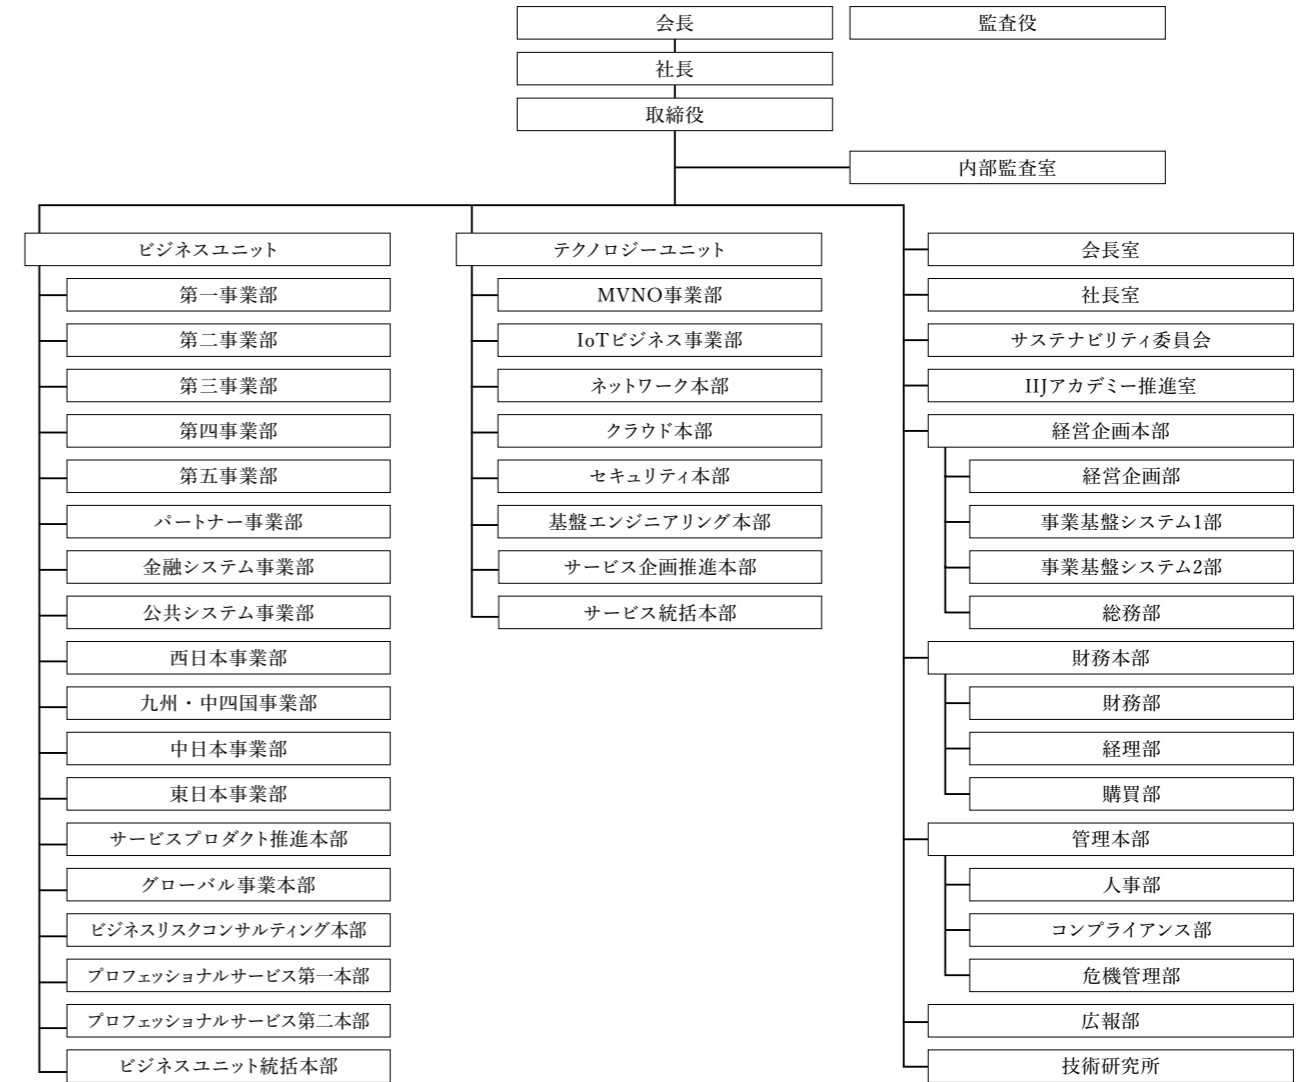 会長
監査役
社長
取締役
内部監査室
ビジネスユニット
第一事業部
第二事業部
第三事業部
第四事業部
第五事業部
パートナー事業部
金融システム事業部
公共システム事業部
西日本事業部
九州・中四国事業部
中日本事業部
東日本事業部
サービスプロダクト推進本部
グローバル事業本部
ビジネスリスクコンサルティング本部
プロフェッショナルサービス第一本部
プロフェッショナルサービス第二本部
ビジネスユニット統括本部
テクノロジーユニット
MVNO事業部
IoTビジネス事業部
ネットワーク本部
クラウド本部
セキュリティ本部
基盤エンジニアリング本部
サービス企画推進本部
サービス統括本部
会長室
社長室
サステナビリティ委員会
IIJアカデミー推進室
経営企画本部
経営企画部
事業基盤システム1部
事業基盤システム2部
総務部
財務本部
財務部
経理部
購買部
管理本部
人事部
コンプライアンス部
危機管理部
広報部
技術研究所